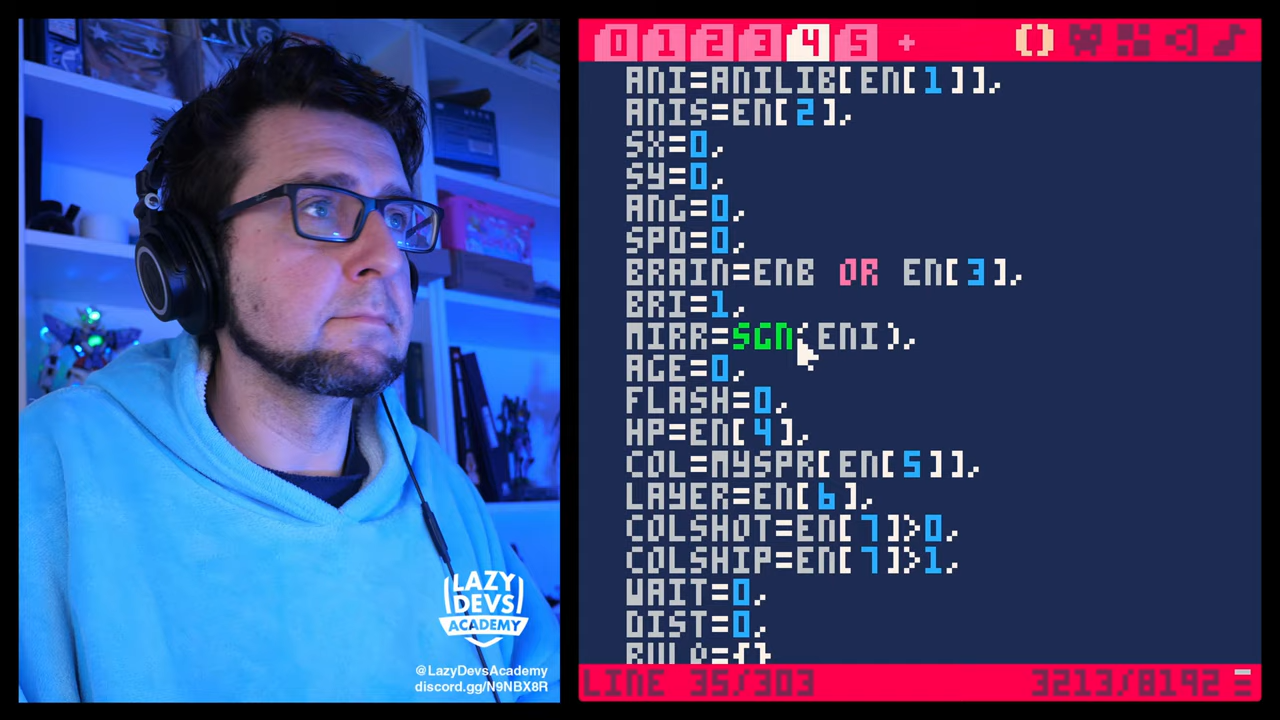 LAZY
DEVS
ACADEMY
@LazyDevsAcademy
discord.gg/N9NBX8R
0 1 2 3 4 5 +
ANI=ANILIB[EN[1]],
ANIS=EN[2],
SX=0,
SY=0,
ANG=0,
SPD=0,
BRAIN=ENB OR EN[3],
BRI=1,
MIRR=SGN(ENI),
AGE=0,
FLASH=0,
HP=EN[4],
COL=MYSPR[EN[5]],
LAYER=EN[6],
COLSHOT=EN[7]>0,
COLSHIP=EN[7]>1,
WAIT=0,
DIST=0,
LINE 35/303
3213/8192